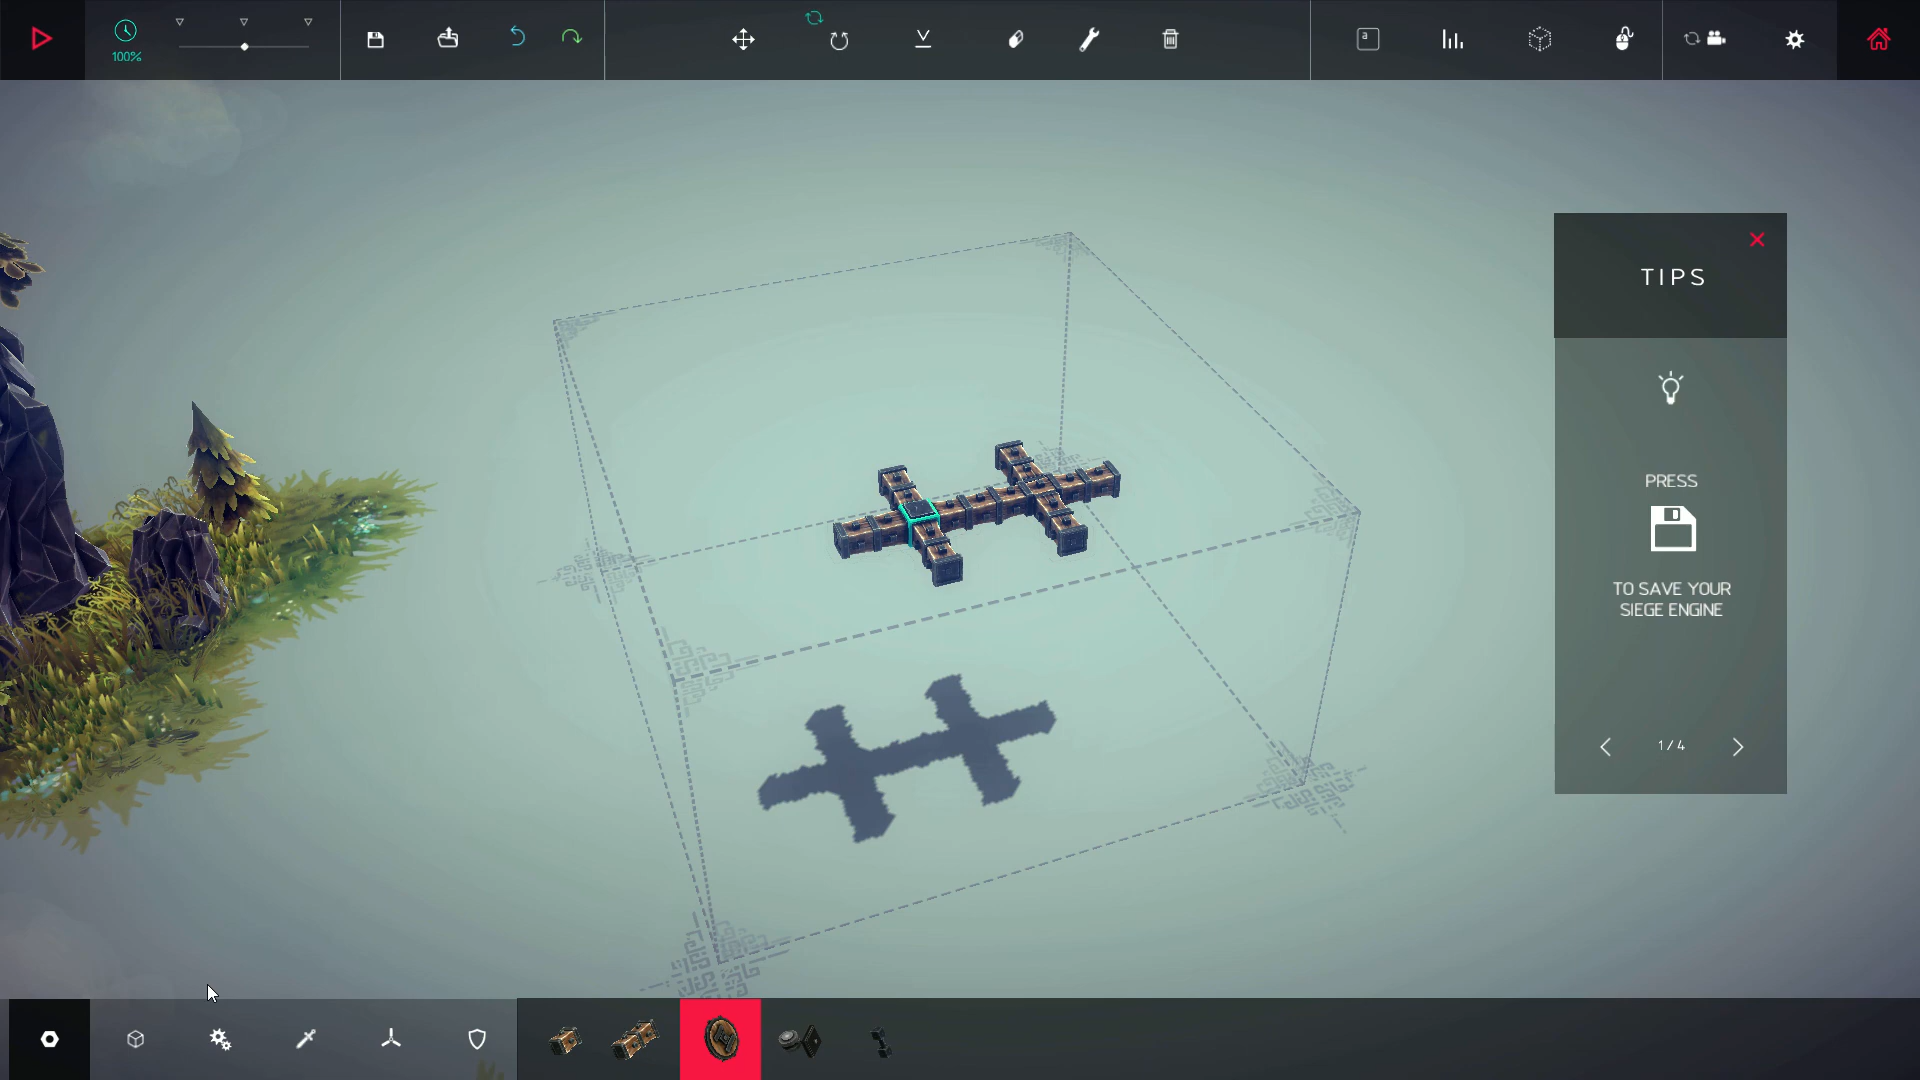 100%
a
TIPS
PRESS
TO SAVE YOUR
SIEGE ENGINE
1/4